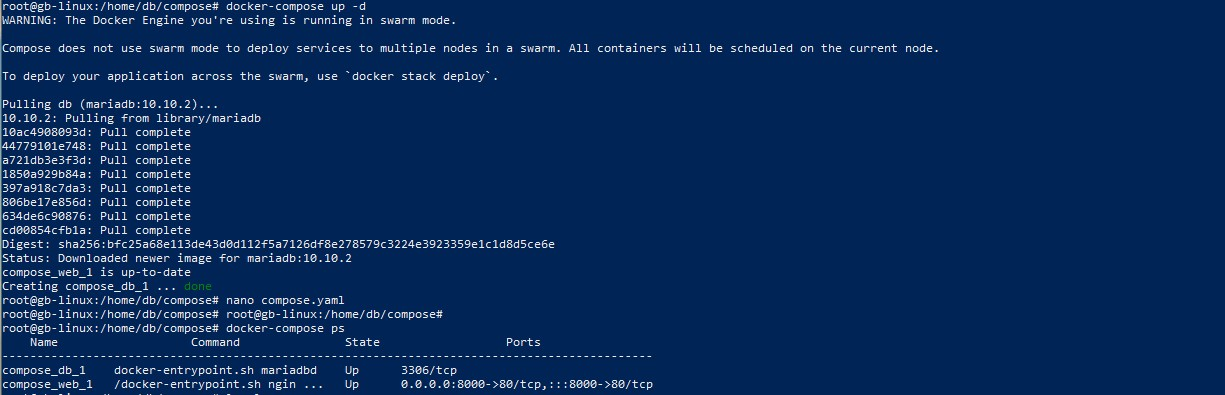 root@gb-linux:/home/db/compose# docker-compose up -d
WARNING: The Docker Engine you're using is running in swarm mode.
Compose does not use swarm mode to deploy services to multiple nodes in a swarm. All containers will be scheduled on the current node.
To deploy your application across the swarm, use `docker stack deploy`.
Pulling db (mariadb:10.10.2)...
10.10.2: Pulling from library/mariadb
10ac4908093d: Pull complete
44779101e748: Pull complete
a721db3e3f3d: Pull complete
1850a929b84a: Pull complete
397a918c7da3: Pull complete
806be17e856d: Pull complete
634de6c90876: Pull complete
cd00854cfb1a: Pull complete
Digest: sha256:bfc25a68e113de43d0d112f5a7126df8e278579c3224e3923359e1c1d8d5ce6e
Status: Downloaded newer image for mariadb:10.10.2
compose_web_1 is up-to-date
Creating compose_db_1 ... done
root@gb-linux:/home/db/compose# nano compose.yaml
root@gb-linux:/home/db/compose# root@gb-linux:/home/db/compose#
root@gb-linux:/home/db/compose# docker-compose ps
Name Command State Ports
--------------------------------------------------------------------------------------------
compose_db_1 docker-entrypoint.sh mariadbd Up 3306/tcp
compose_web_1 /docker-entrypoint.sh ngin ... Up 0.0.0.0:8000->80/tcp,:::8000->80/tcp